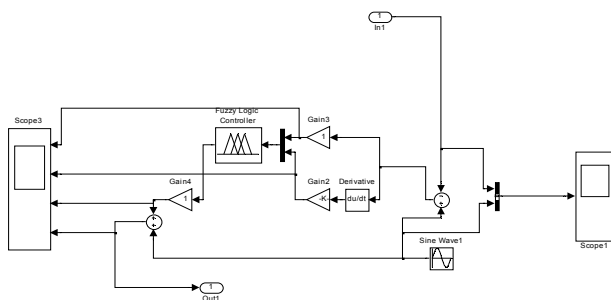 1
In1
Scope3
Fuzzy Logic
Controller
Gain3
1
Gain4
1
Gain2
-K-
Derivative
du/dt
Sine Wave1
Scope1
1
Out1